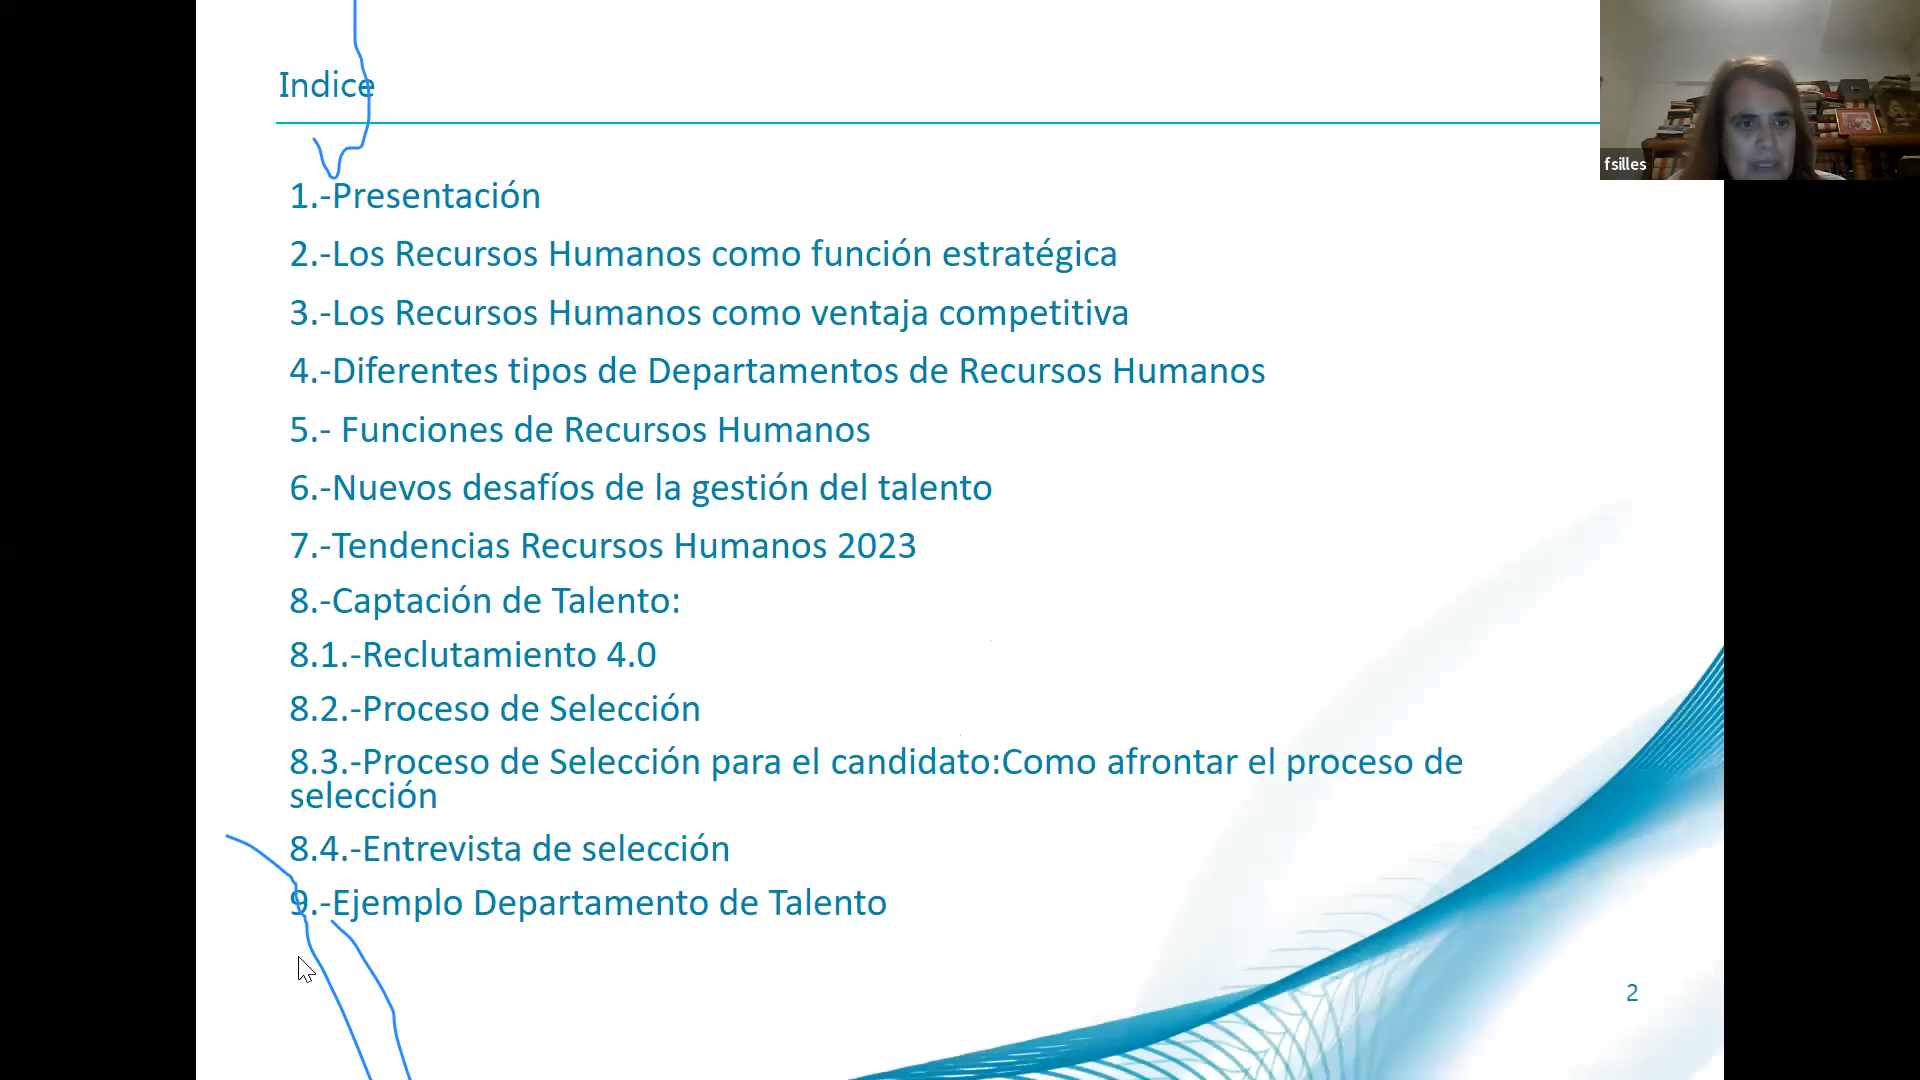 Indice
fsilles
1.-Presentación
2.-Los Recursos Humanos como función estratégica
3.-Los Recursos Humanos como ventaja competitiva
4.-Diferentes tipos de Departamentos de Recursos Humanos
5.- Funciones de Recursos Humanos
6.-Nuevos desafíos de la gestión del talento
7.-Tendencias Recursos Humanos 2023
8.-Captación de Talento:
8.1.-Reclutamiento 4.0
8.2.-Proceso de Selección
8.3.-Proceso de Selección para el candidato:Como afrontar el proceso de
selección
8.4.-Entrevista de selección
9.-Ejemplo Departamento de Talento
2